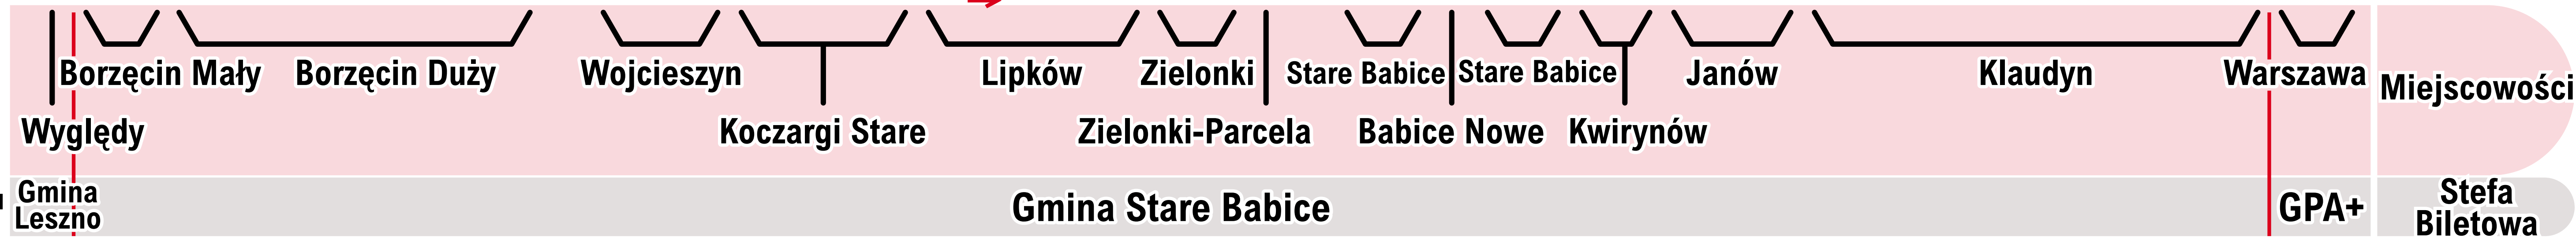 Borzęcin Mały Borzęcin Duży Wojcieszyn Lipków Zielonki Stare Babice Stare Babice Janów Klaudyn Warszawa
Miejscowości
Wyględy Koczargi Stare Zielonki-Parcela Babice Nowe Kwirynów
Gmina
Leszno
Gmina Stare Babice
GPA+
Stefa
Biletowa